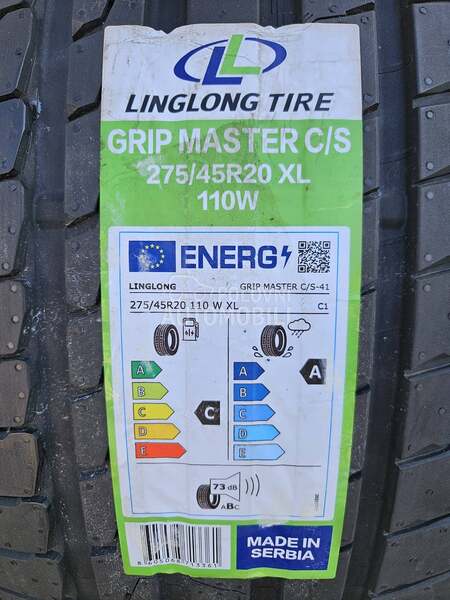 LINGLONG TIRE
GRIP MASTER C/S
275/45R20 XL
110W
ENERG
LINGLONG GRIP MASTER C/S-41
275/45R20 110 W XL C1
A A
B B
C C
D D
E E
C A
73 dB
ABC
MADE IN
SERBIA